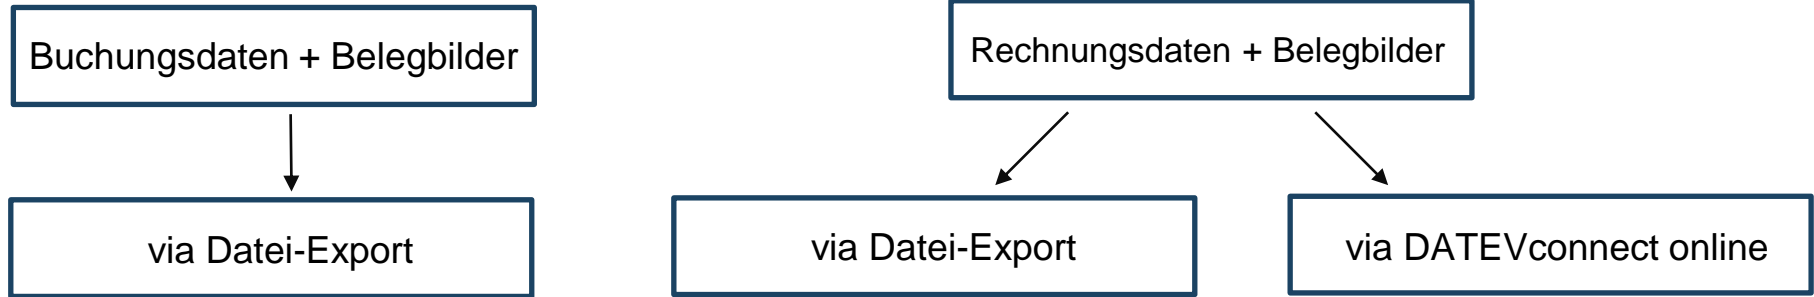 Buchungsdaten + Belegbilder
Rechnungsdaten + Belegbilder
via Datei-Export
via Datei-Export
via DATEVconnect online